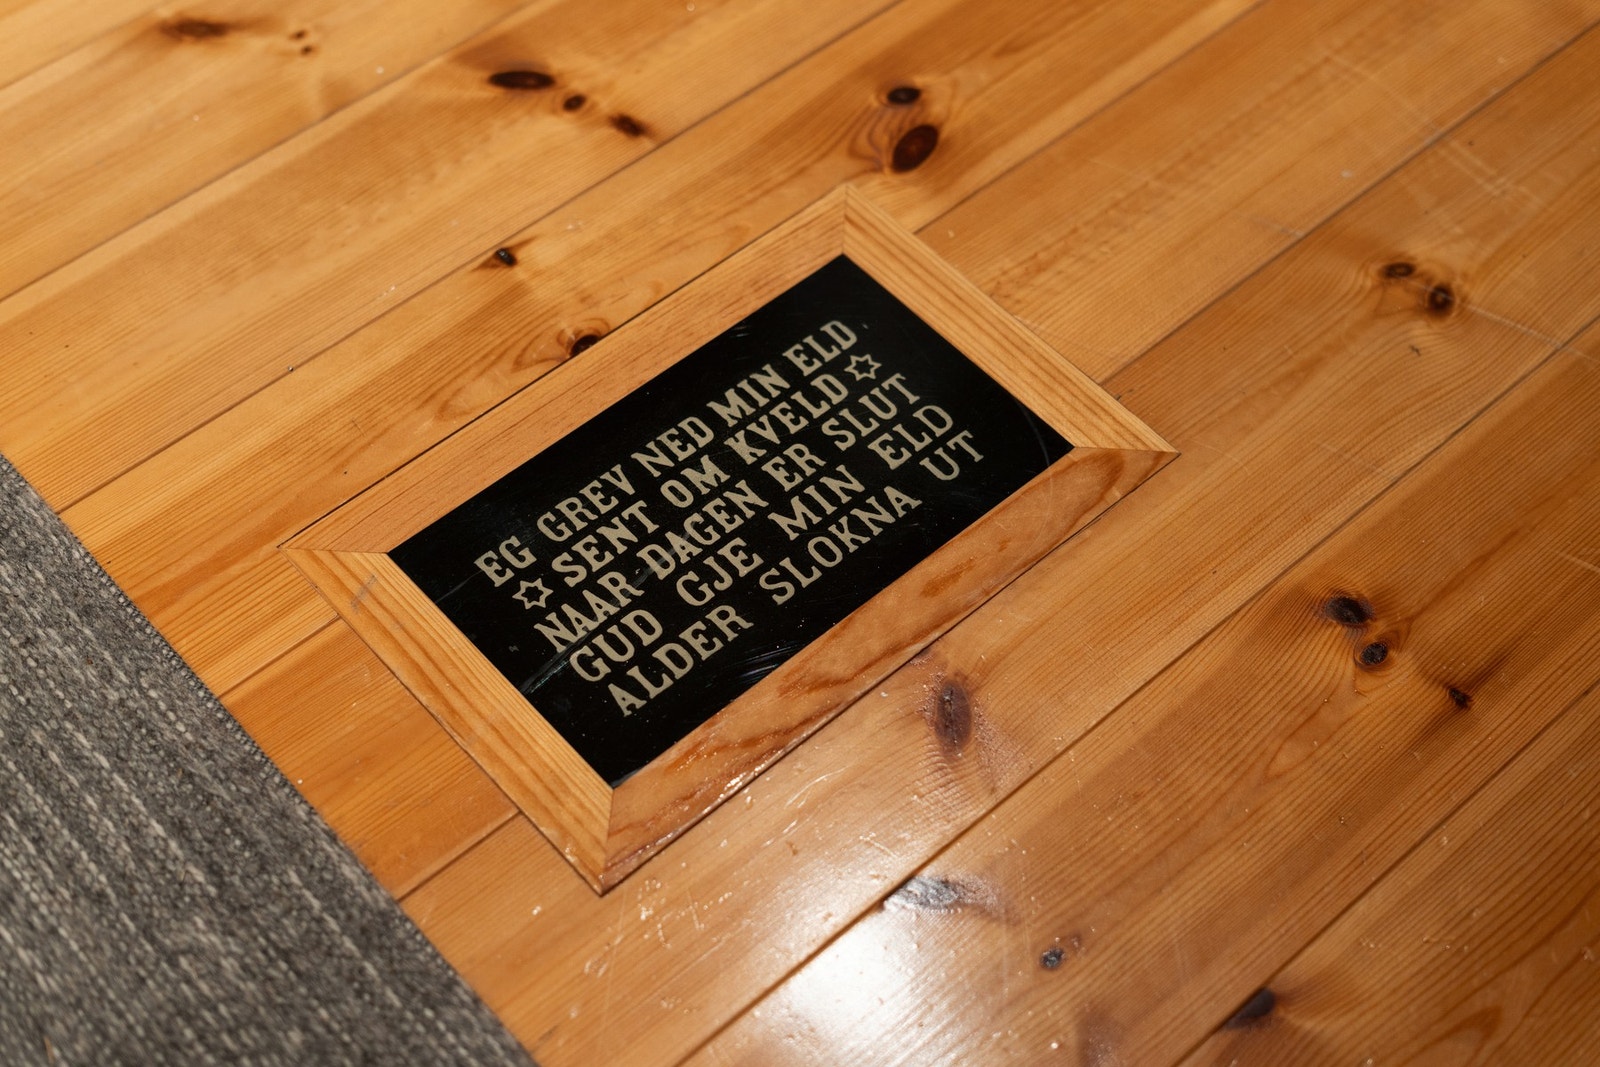 EG GREV NED MIN ELD
✡ SENT OM KVELD ✡
NAAR DAGEN ER SLUT
GUD GJE MIN ELD
ALDER SLOKNA UT